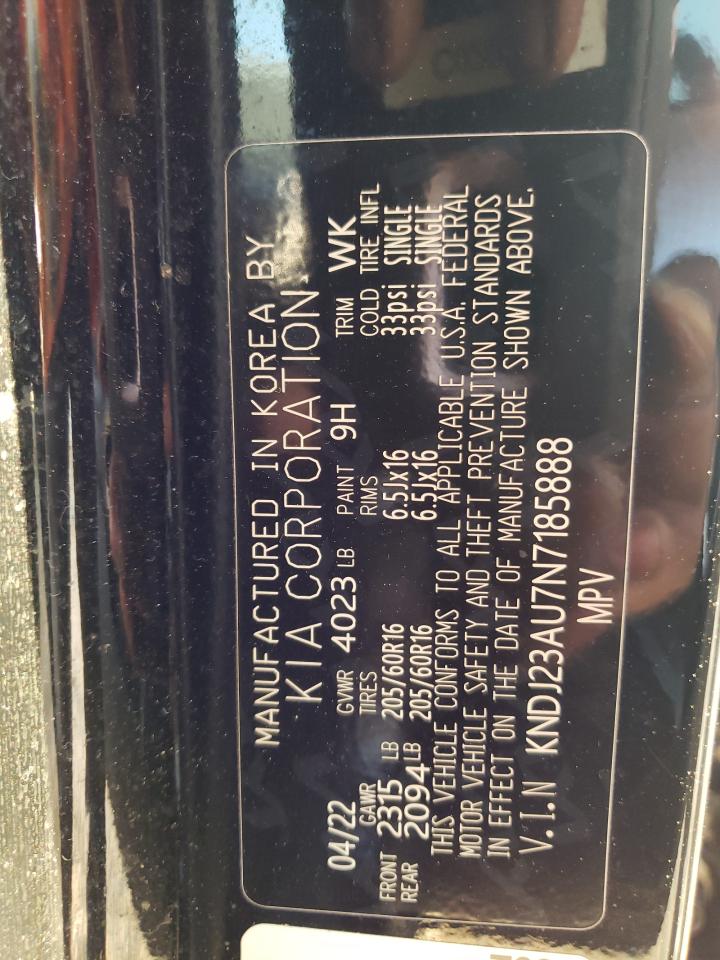 MANUFACTURED IN KOREA BY
KIA CORPORATION
04/22 GVWR 4023 LB PAINT 9H TRIM WK
GAWR TIRES RIMS COLD TIRE INFL
FRONT 2315 LB 205/60R16 6.5Jx16 33psi SINGLE
REAR 2094 LB 205/60R16 6.5Jx16 33psi SINGLE
THIS VEHICLE CONFORMS TO ALL APPLICABLE U.S.A. FEDERAL
MOTOR VEHICLE SAFETY AND THEFT PREVENTION STANDARDS
IN EFFECT ON THE DATE OF MANUFACTURE SHOWN ABOVE.
V.I.N KNDJ23AU7N7185888
MPV